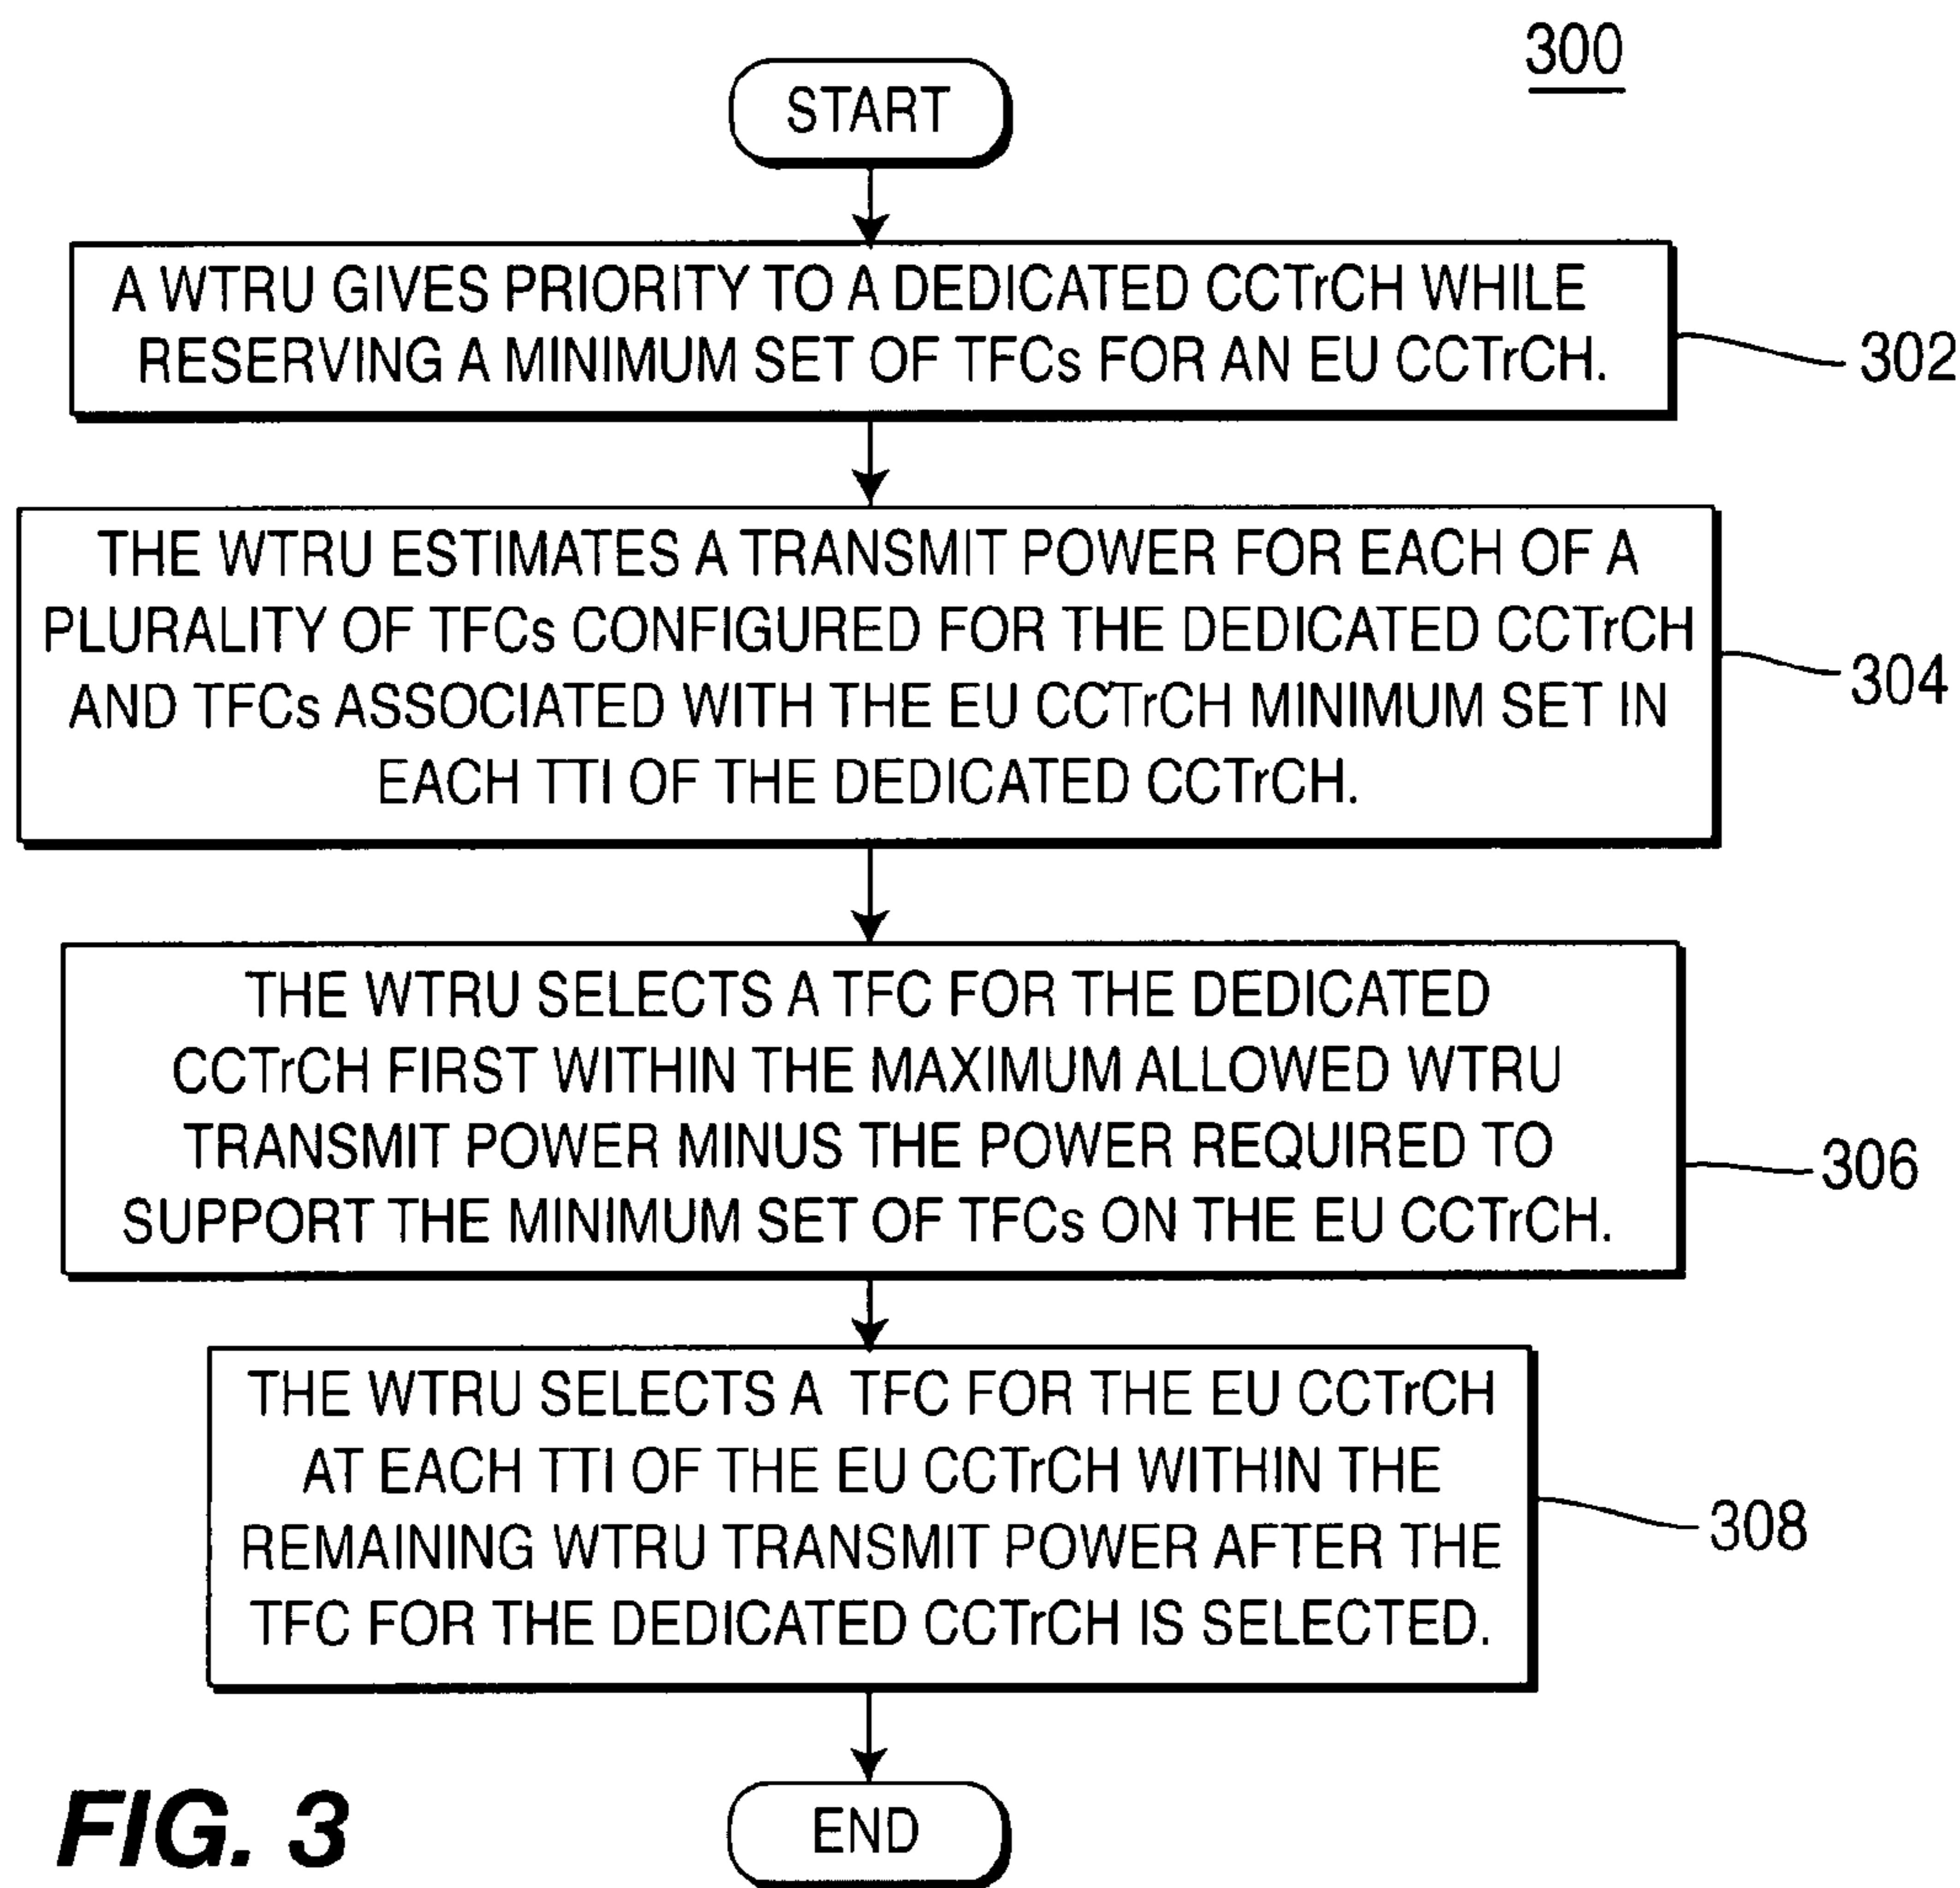 300
START
A WTRU GIVES PRIORITY TO A DEDICATED CCTrCH WHILE
RESERVING A MINIMUM SET OF TFCs FOR AN EU CCTrCH.
302
THE WTRU ESTIMATES A TRANSMIT POWER FOR EACH OF A
PLURALITY OF TFCs CONFIGURED FOR THE DEDICATED CCTrCH
AND TFCs ASSOCIATED WITH THE EU CCTrCH MINIMUM SET IN
EACH TTI OF THE DEDICATED CCTrCH.
304
THE WTRU SELECTS A TFC FOR THE DEDICATED
CCTrCH FIRST WITHIN THE MAXIMUM ALLOWED WTRU
TRANSMIT POWER MINUS THE POWER REQUIRED TO
SUPPORT THE MINIMUM SET OF TFCs ON THE EU CCTrCH.
306
THE WTRU SELECTS A TFC FOR THE EU CCTrCH
AT EACH TTI OF THE EU CCTrCH WITHIN THE
REMAINING WTRU TRANSMIT POWER AFTER THE
TFC FOR THE DEDICATED CCTrCH IS SELECTED.
308
END
FIG. 3